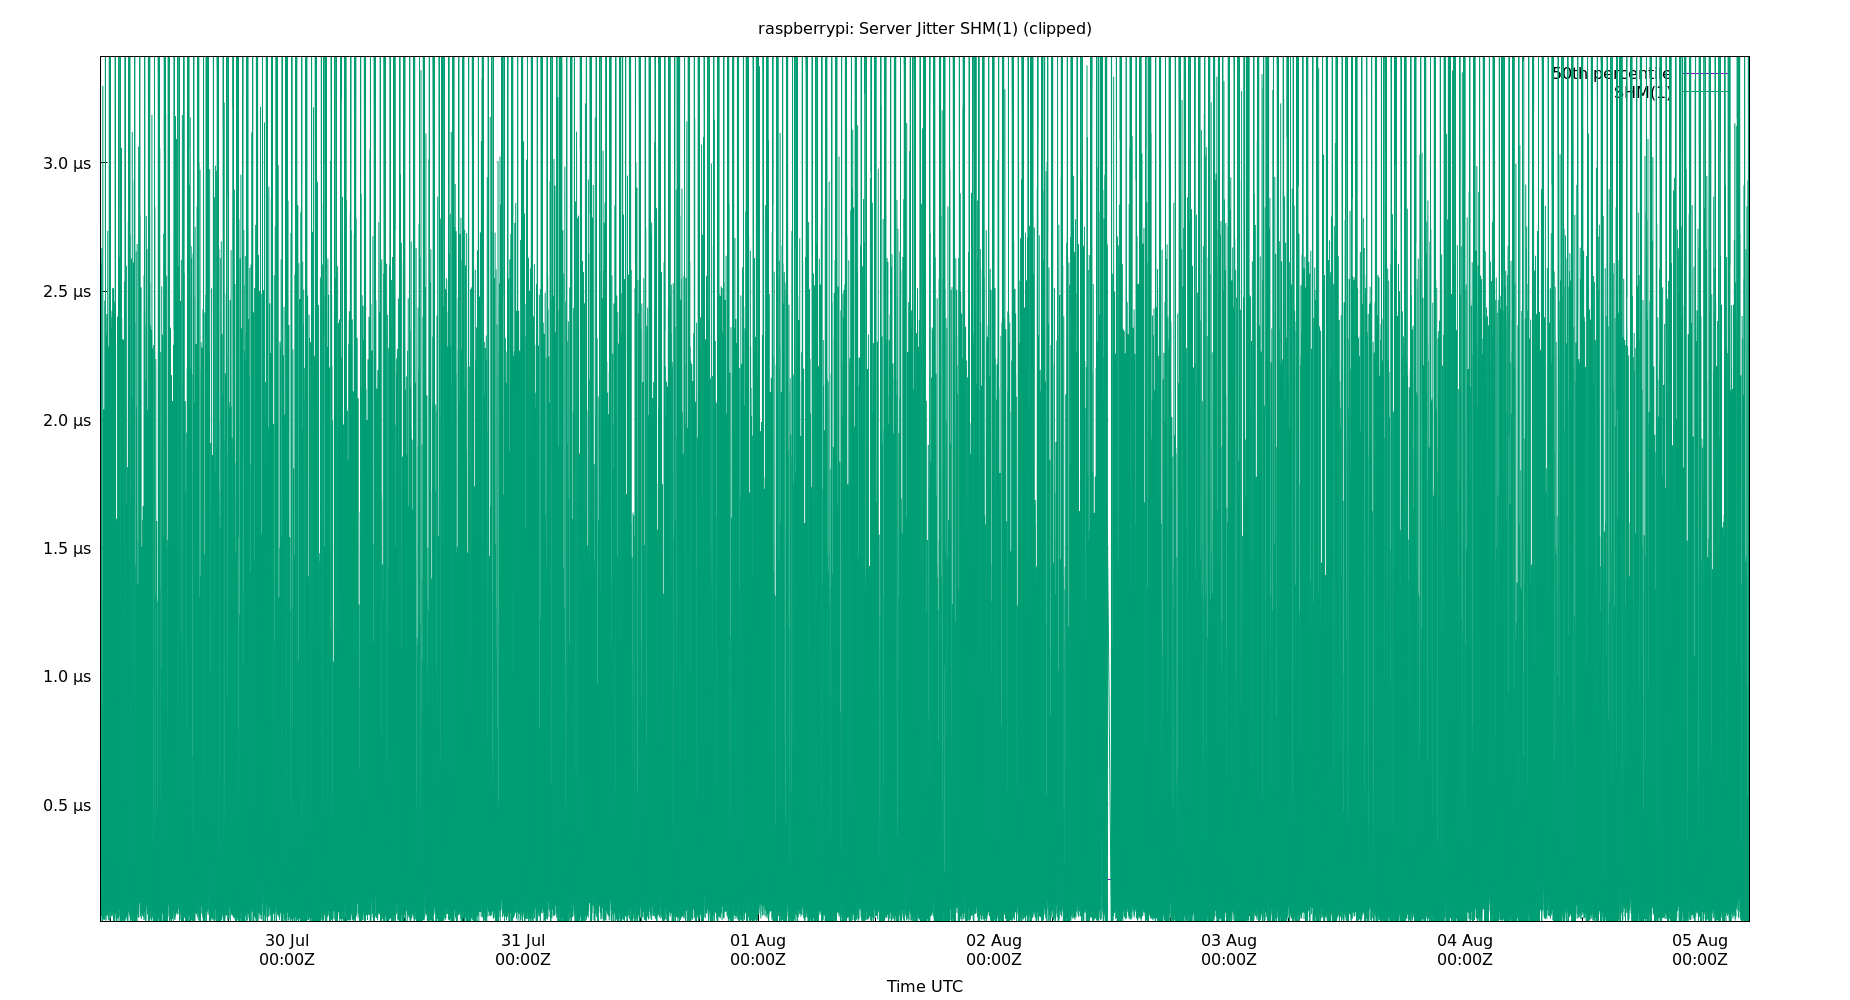 raspberrypi: Server Jitter SHM(1) (clipped)
50th percentile
SHM(1)
3.0 µs
2.5 µs
2.0 µs
1.5 µs
1.0 µs
0.5 µs
30 Jul 31 Jul 01 Aug 02 Aug 03 Aug 04 Aug 05 Aug
00:00Z 00:00Z 00:00Z 00:00Z 00:00Z 00:00Z 00:00Z
Time UTC